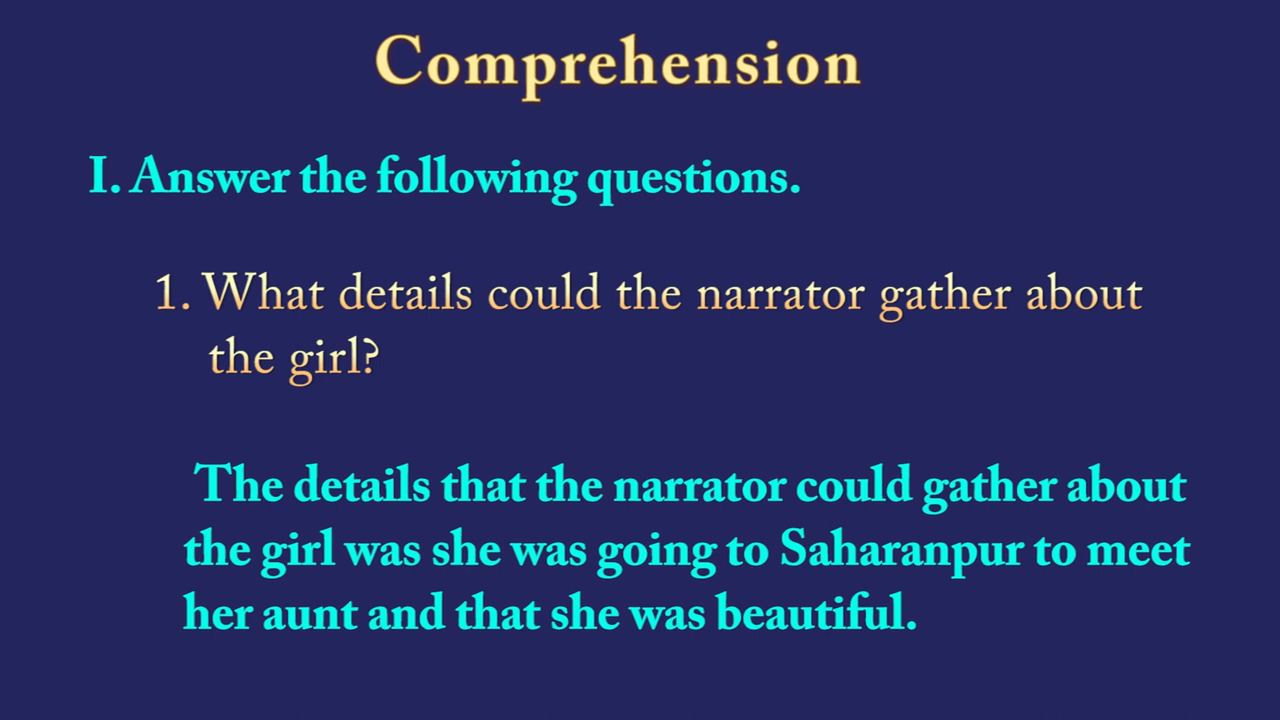 Comprehension
I. Answer the following questions.
1. What details could the narrator gather about
the girl?
The details that the narrator could gather about
the girl was she was going to Saharanpur to meet
her aunt and that she was beautiful.